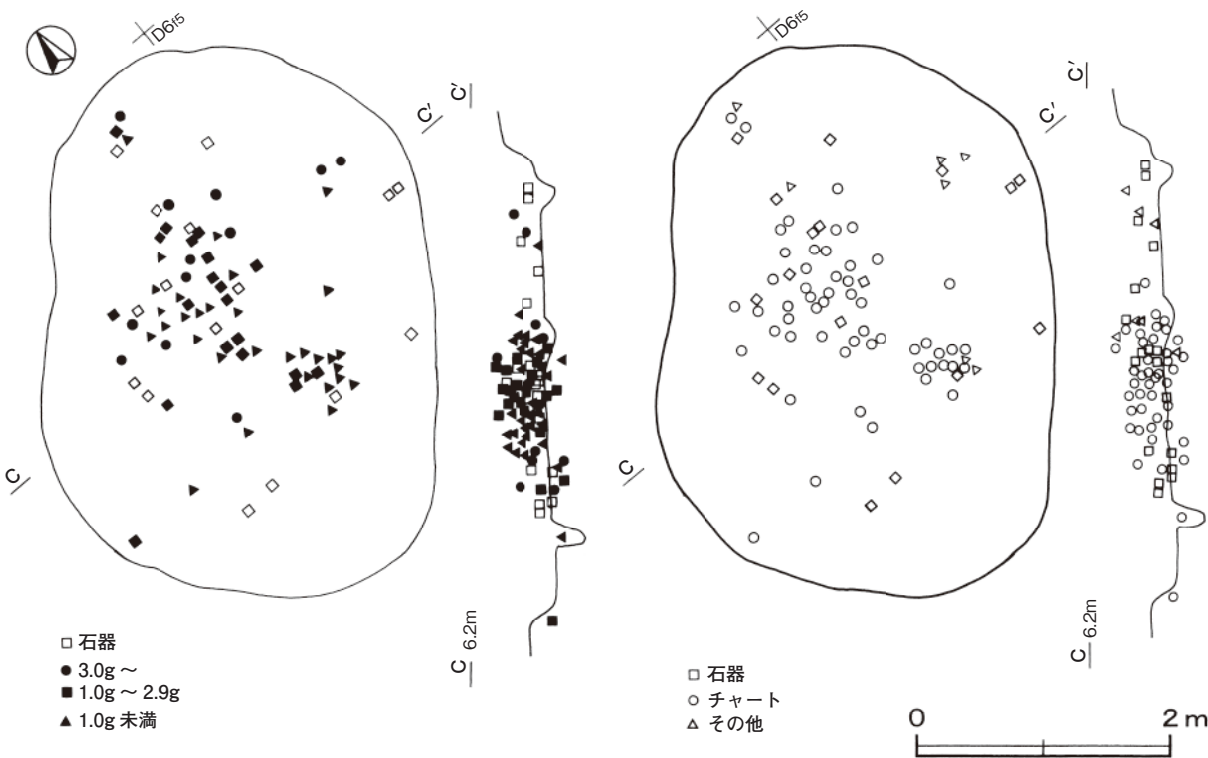 D6f5
C'
C'
C
C 6.2m
□ 石器
● 3.0g ～
■ 1.0g ～ 2.9g
▲ 1.0g 未満
D6f5
C'
C'
C
C 6.2m
□ 石器
○ チャート
△ その他
0 2 m